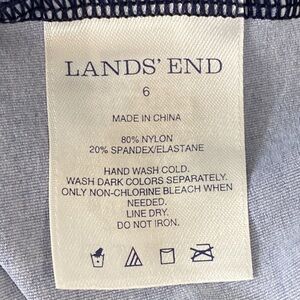 LANDS' END
6
MADE IN CHINA
80% NYLON
20% SPANDEX/ELASTANE
HAND WASH COLD.
WASH DARK COLORS SEPARATELY.
ONLY NON-CHLORINE BLEACH WHEN
NEEDED.
LINE DRY.
DO NOT IRON.